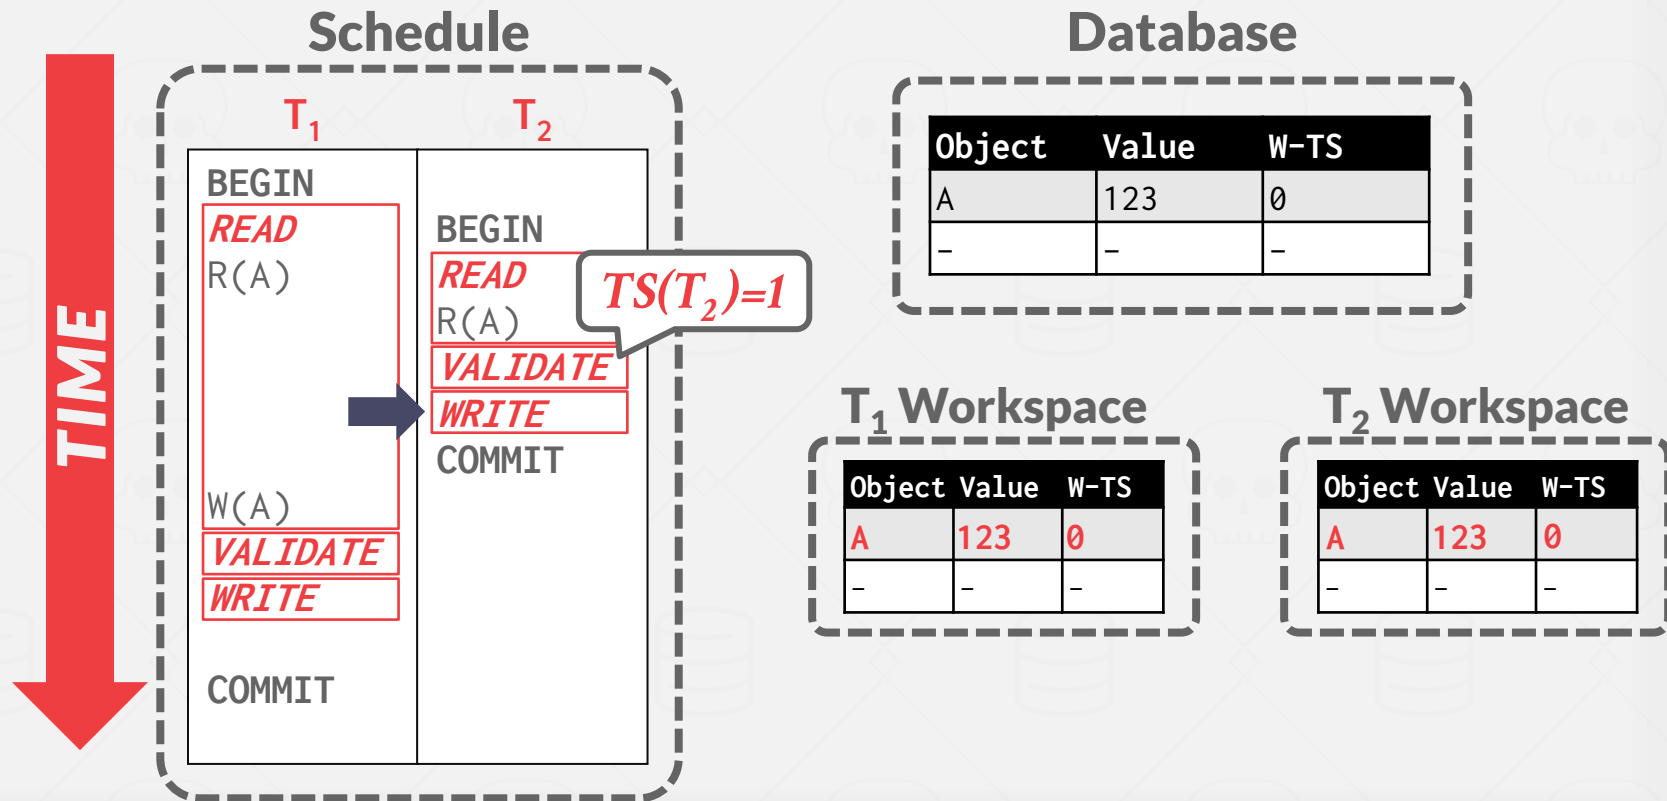 Schedule
Database
TIME
T1 T2
BEGIN
READ
R(A)
W(A)
VALIDATE
WRITE
COMMIT
BEGIN
READ
R(A)
VALIDATE
WRITE
COMMIT
TS(T2)=1
Object Value W-TS
A 123 0
- - -
T1 Workspace
Object Value W-TS
A 123 0
- - -
T2 Workspace
Object Value W-TS
A 123 0
- - -